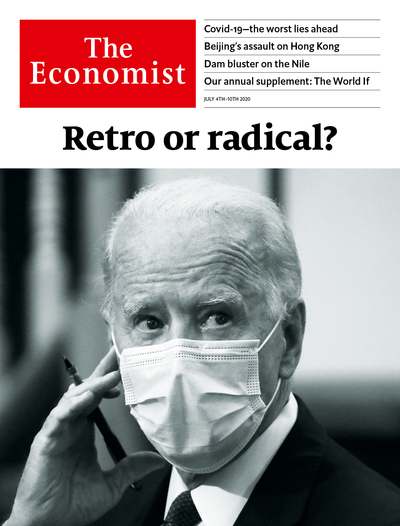 The
Economist
Covid-19—the worst lies ahead
Beijing's assault on Hong Kong
Dam bluster on the Nile
Our annual supplement: The World If
JULY 4TH–10TH 2020
Retro or radical?